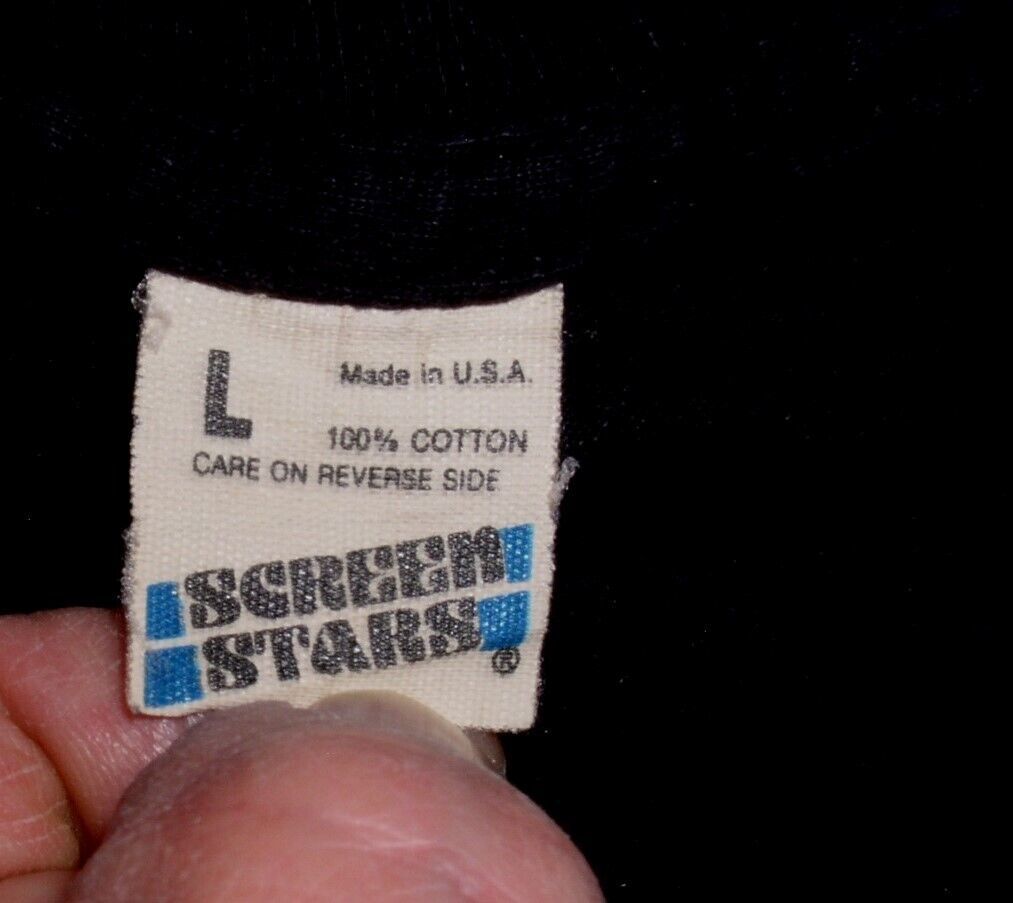 L
Made in U.S.A.
100% COTTON
CARE ON REVERSE SIDE
SCREEN
STARS
®